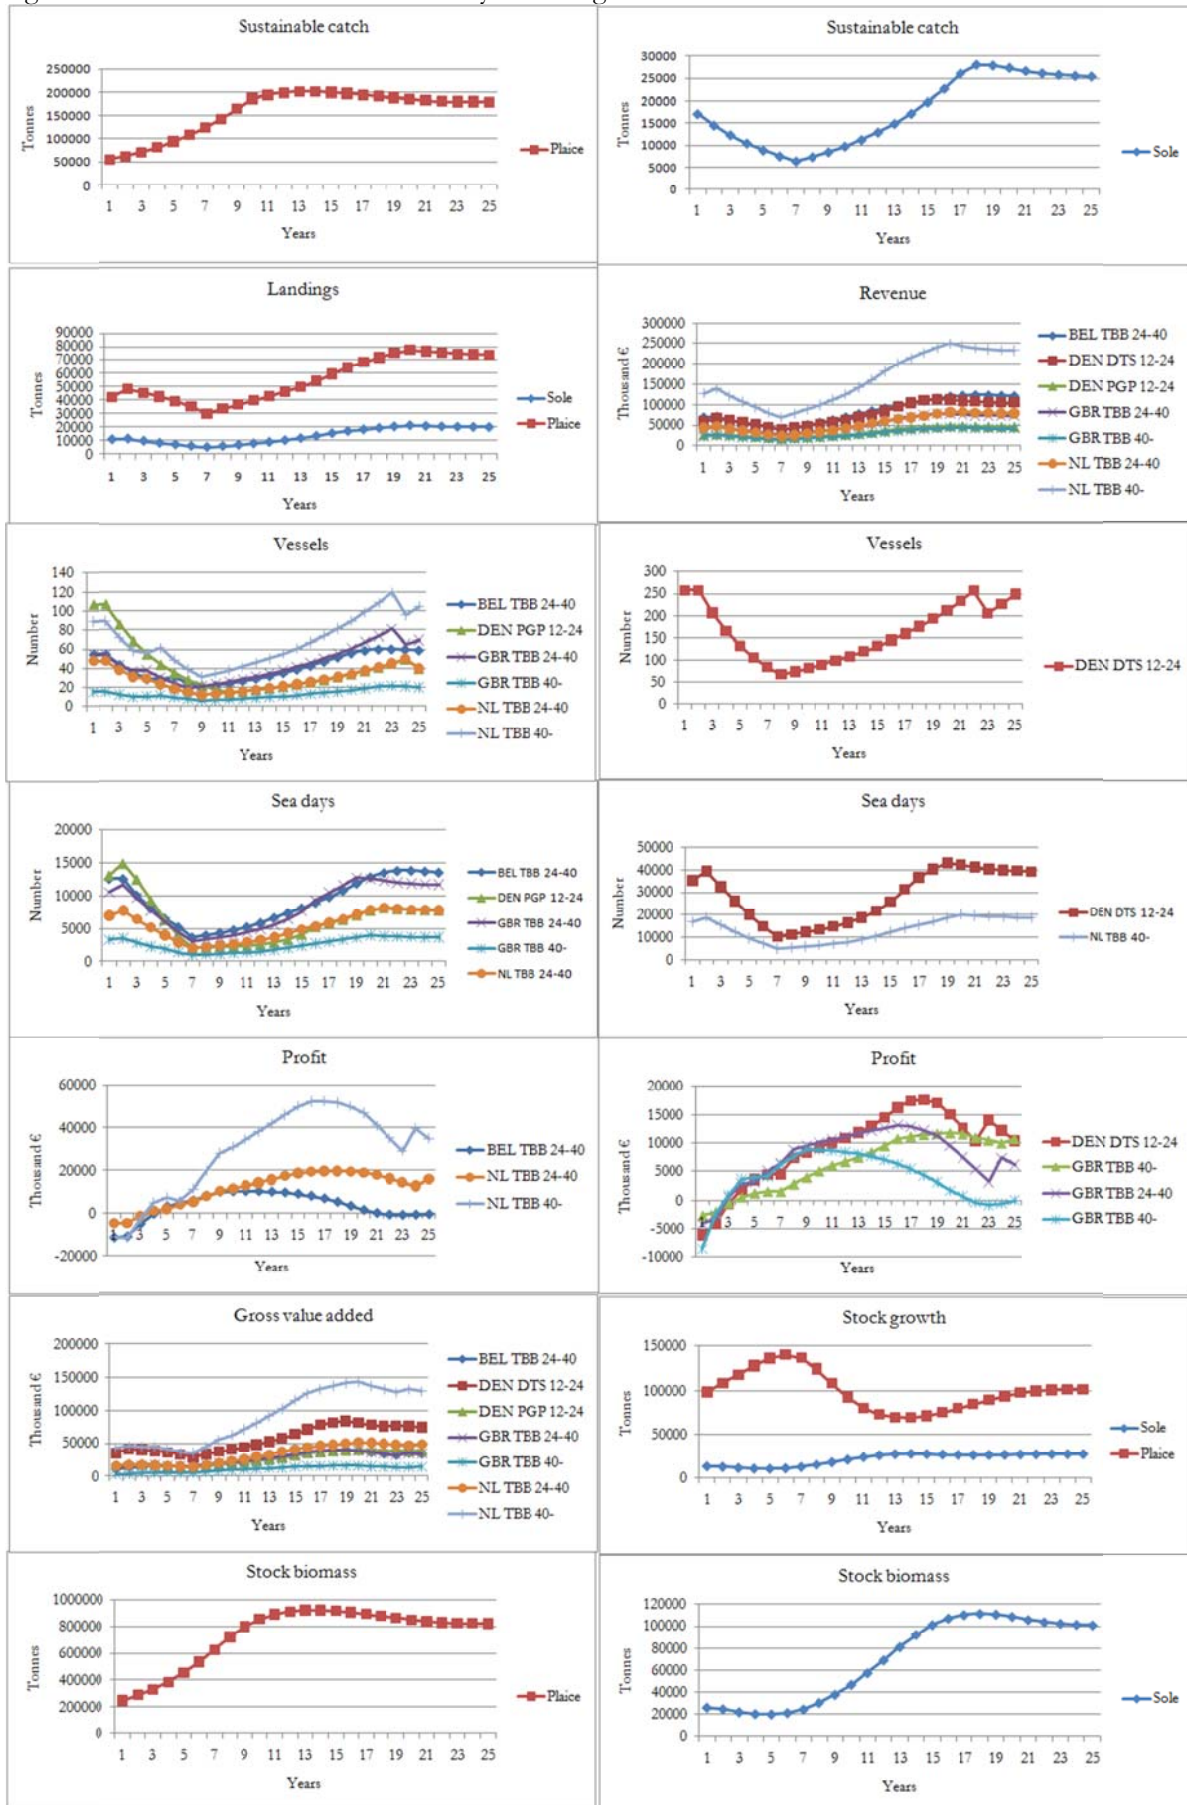 Sustainable catch
250000
200000
150000
100000
50000
0
Tonnes
1 3 5 7 9 11 13 15 17 19 21 23 25
Years
Plaice
Sustainable catch
30000
25000
20000
15000
10000
5000
0
Tonnes
1 3 5 7 9 11 13 15 17 19 21 23 25
Years
Sole
Landings
90000
80000
70000
60000
50000
40000
30000
20000
10000
0
Tonnes
1 3 5 7 9 11 13 15 17 19 21 23 25
Years
Sole
Plaice
Revenue
300000
250000
200000
150000
100000
50000
0
Thousand €
1 3 5 7 9 11 13 15 17 19 21 23 25
Years
BEL TBB 24-40
DEN DTS 12-24
DEN PGP 12-24
GBR TBB 24-40
GBR TBB 40-
NL TBB 24-40
NL TBB 40-
Vessels
140
120
100
80
60
40
20
0
Number
1 3 5 7 9 11 13 15 17 19 21 23 25
Years
BEL TBB 24-40
DEN PGP 12-24
GBR TBB 24-40
GBR TBB 40-
NL TBB 24-40
NL TBB 40-
Vessels
300
250
200
150
100
50
0
Number
1 3 5 7 9 11 13 15 17 19 21 23 25
Years
DEN DTS 12-24
Sea days
20000
15000
10000
5000
0
Number
1 3 5 7 9 11 13 15 17 19 21 23 25
Years
BEL TBB 24-40
DEN PGP 12-24
GBR TBB 24-40
GBR TBB 40-
NL TBB 24-40
Sea days
50000
40000
30000
20000
10000
0
Number
1 3 5 7 9 11 13 15 17 19 21 23 25
Years
DEN DTS 12-24
NL TBB 40-
Profit
60000
40000
20000
0
-20000
Thousand €
1 3 5 7 9 11 13 15 17 19 21 23 25
Years
BEL TBB 24-40
NL TBB 24-40
NL TBB 40-
Profit
20000
15000
10000
5000
0
-5000
-10000
Thousand €
1 3 5 7 9 11 13 15 17 19 21 23 25
Years
DEN DTS 12-24
GBR TBB 40-
GBR TBB 24-40
GBR TBB 40-
Gross value added
200000
150000
100000
50000
0
Thousand €
1 3 5 7 9 11 13 15 17 19 21 23 25
Years
BEL TBB 24-40
DEN DTS 12-24
DEN PGP 12-24
GBR TBB 24-40
GBR TBB 40-
NL TBB 24-40
NL TBB 40-
Stock growth
150000
100000
50000
0
Tonnes
1 3 5 7 9 11 13 15 17 19 21 23 25
Years
Sole
Plaice
Stock biomass
1000000
800000
600000
400000
200000
0
Tonnes
1 3 5 7 9 11 13 15 17 19 21 23 25
Years
Plaice
Stock biomass
120000
100000
80000
60000
40000
20000
0
Tonnes
1 3 5 7 9 11 13 15 17 19 21 23 25
Years
Sole